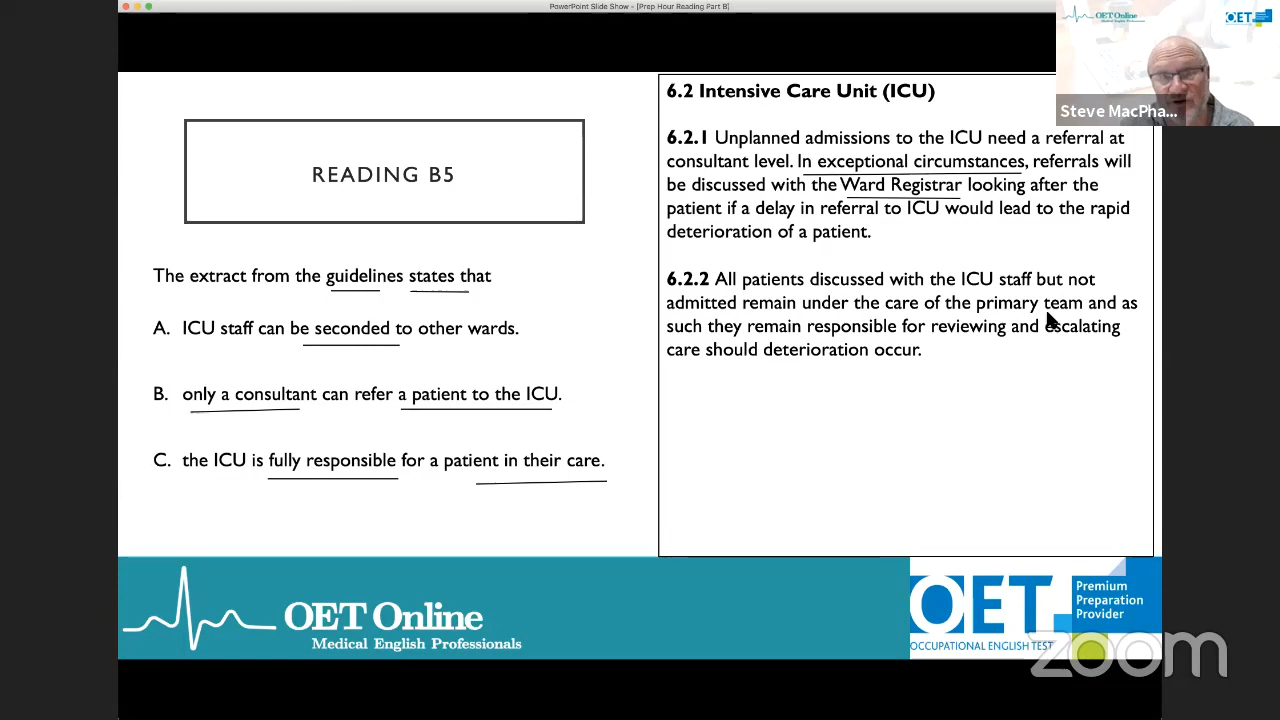 PowerPoint Slide Show - [Prep Hour Reading Part B]
OET Online
Medical English Professionals
OET
Steve MacPha...
READING B5
The extract from the guidelines states that
A. ICU staff can be seconded to other wards.
B. only a consultant can refer a patient to the ICU.
C. the ICU is fully responsible for a patient in their care.
6.2 Intensive Care Unit (ICU)
6.2.1 Unplanned admissions to the ICU need a referral at
consultant level. In exceptional circumstances, referrals will
be discussed with the Ward Registrar looking after the
patient if a delay in referral to ICU would lead to the rapid
deterioration of a patient.
6.2.2 All patients discussed with the ICU staff but not
admitted remain under the care of the primary team and as
such they remain responsible for reviewing and escalating
care should deterioration occur.
OET Online
Medical English Professionals
OET
OCCUPATIONAL ENGLISH TEST
Premium
Preparation
Provider
zoom